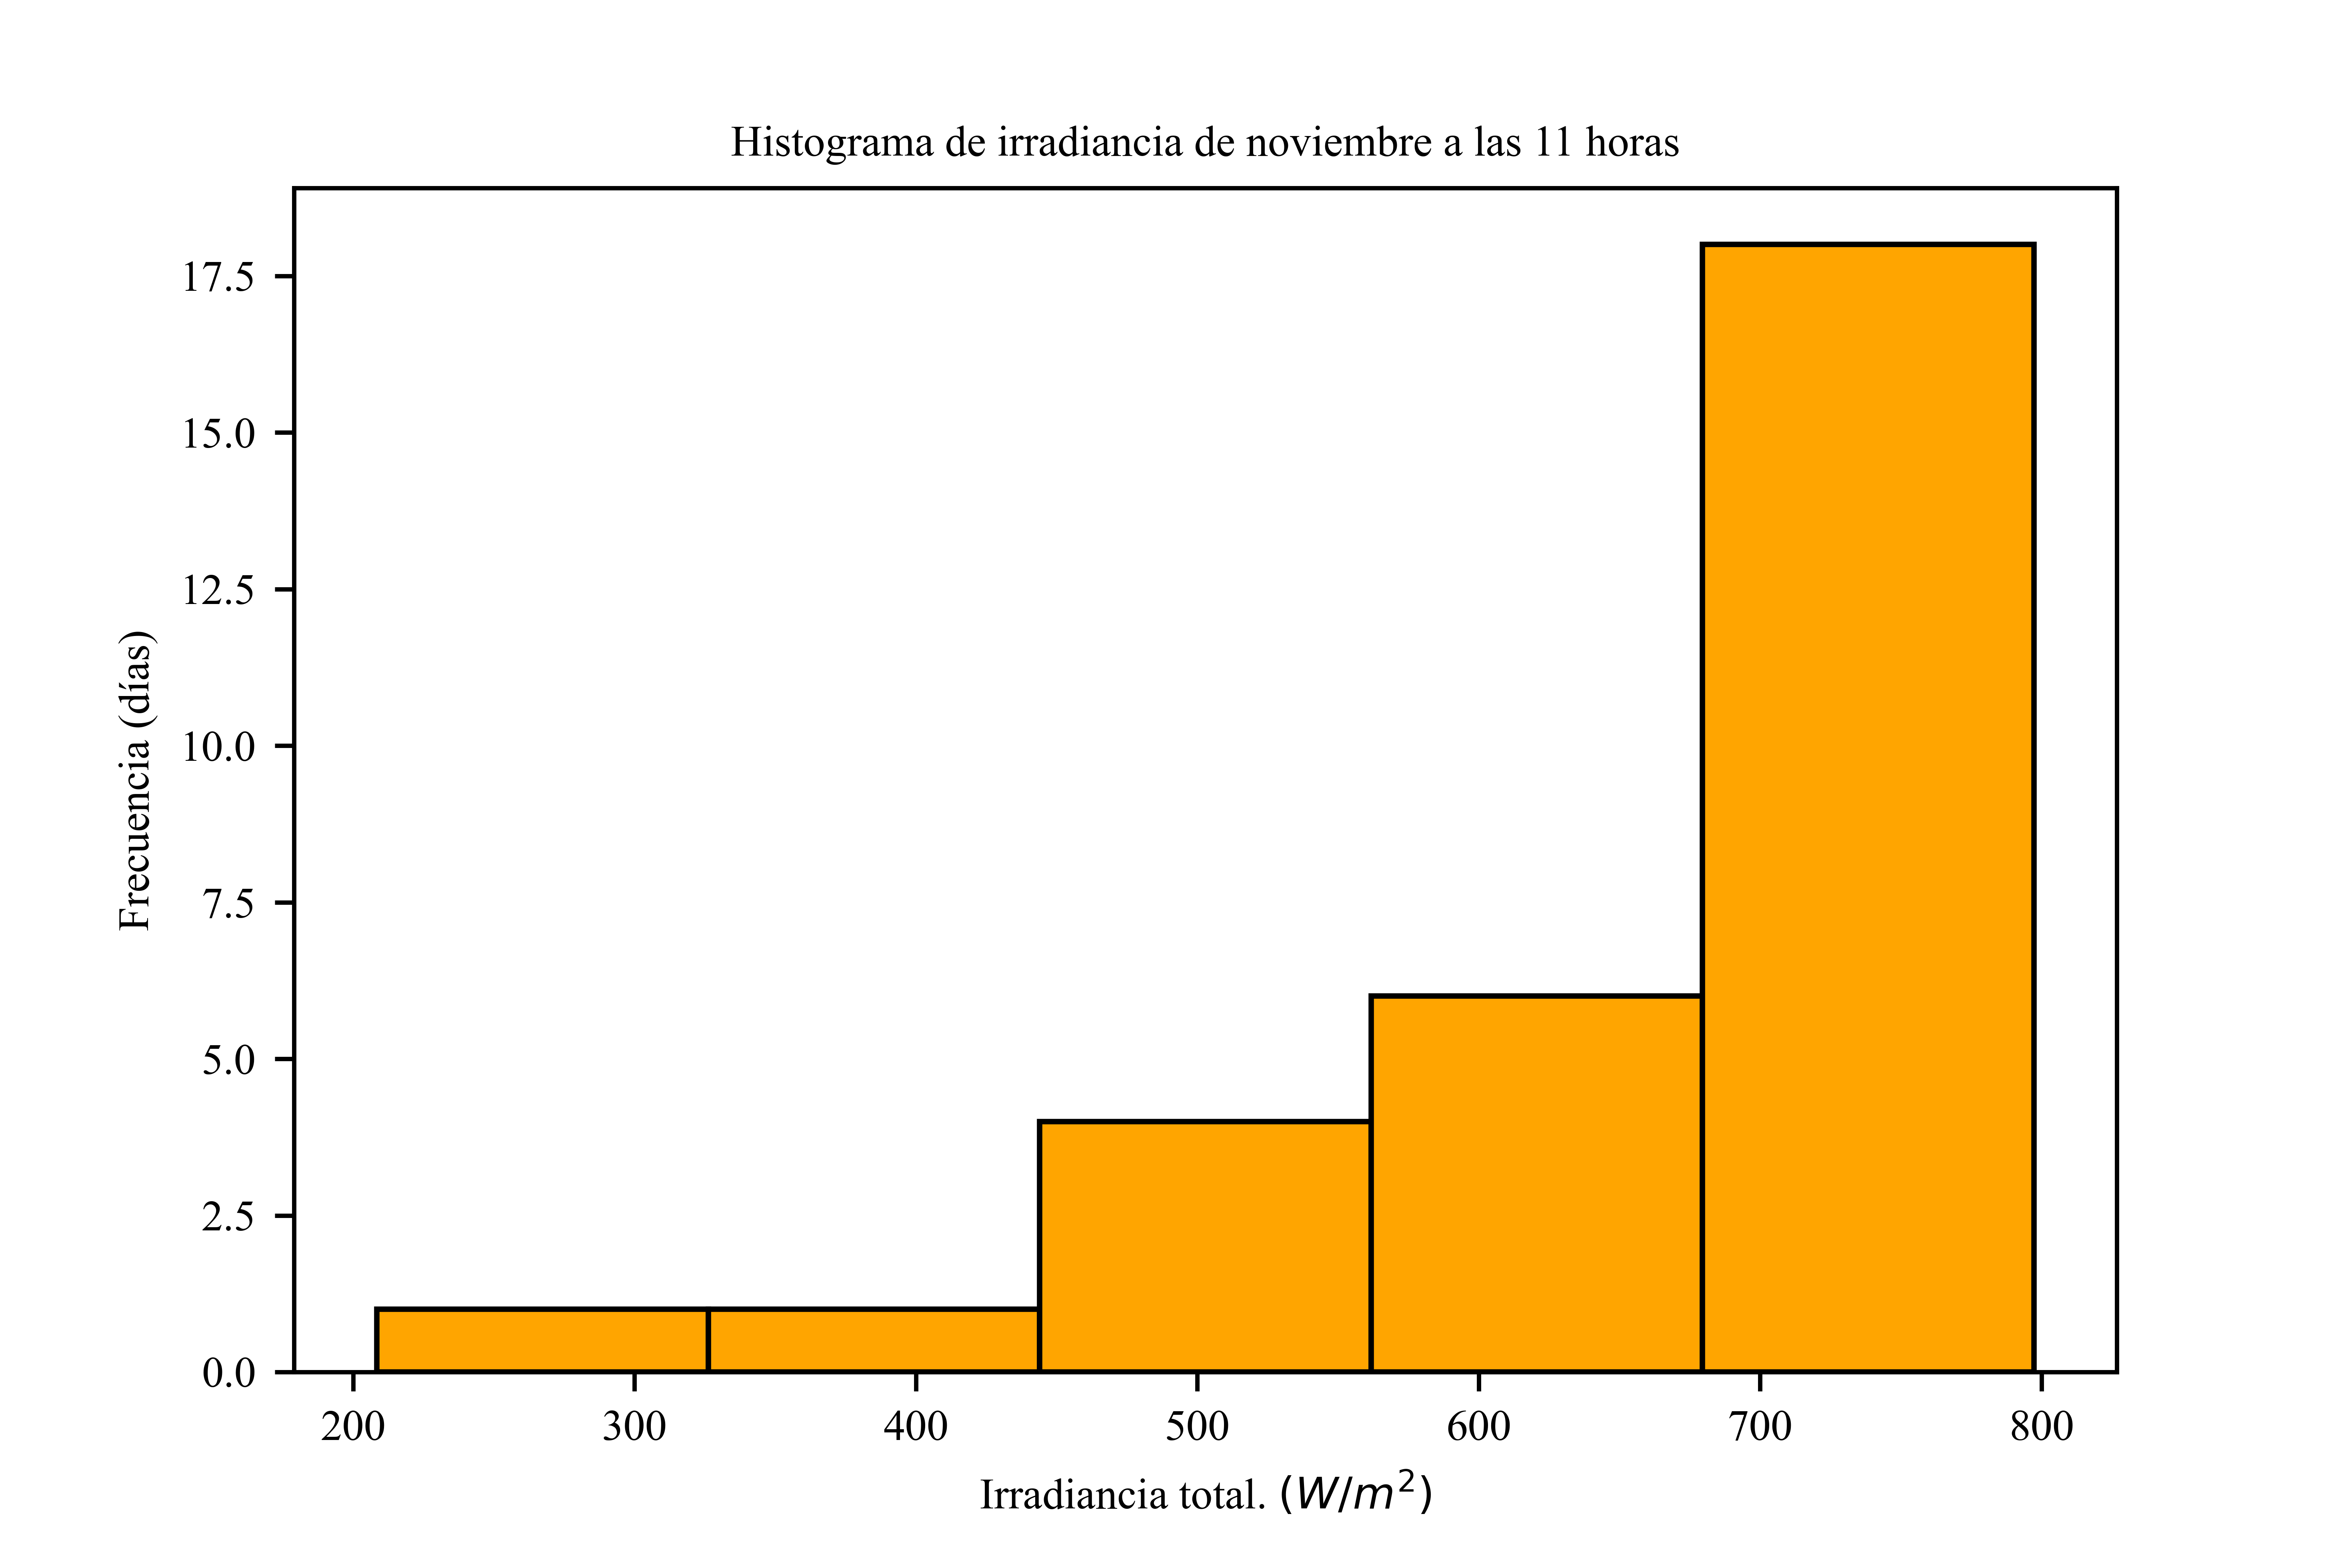 Histograma de irradiancia de noviembre a las 11 horas
17.5
15.0
12.5
10.0
7.5
5.0
2.5
0.0
Frecuencia (días)
200 300 400 500 600 700 800
Irradiancia total. (W/m²)